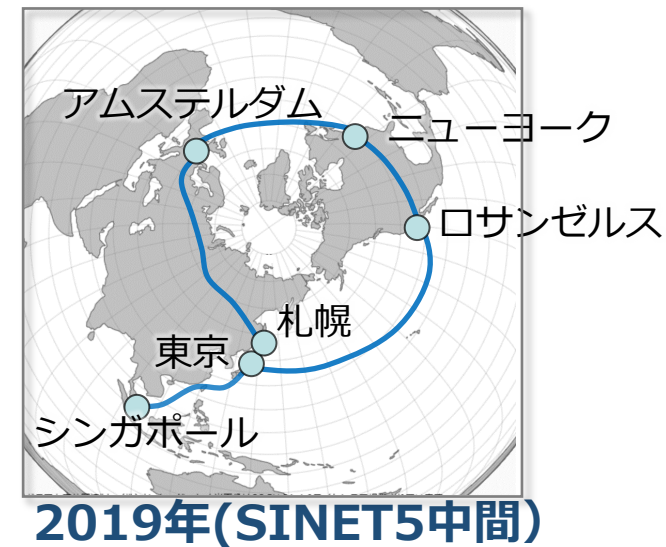 アムステルダム
ニューヨーク
ロサンゼルス
札幌
東京
シンガポール
2019年(SINET5中間)